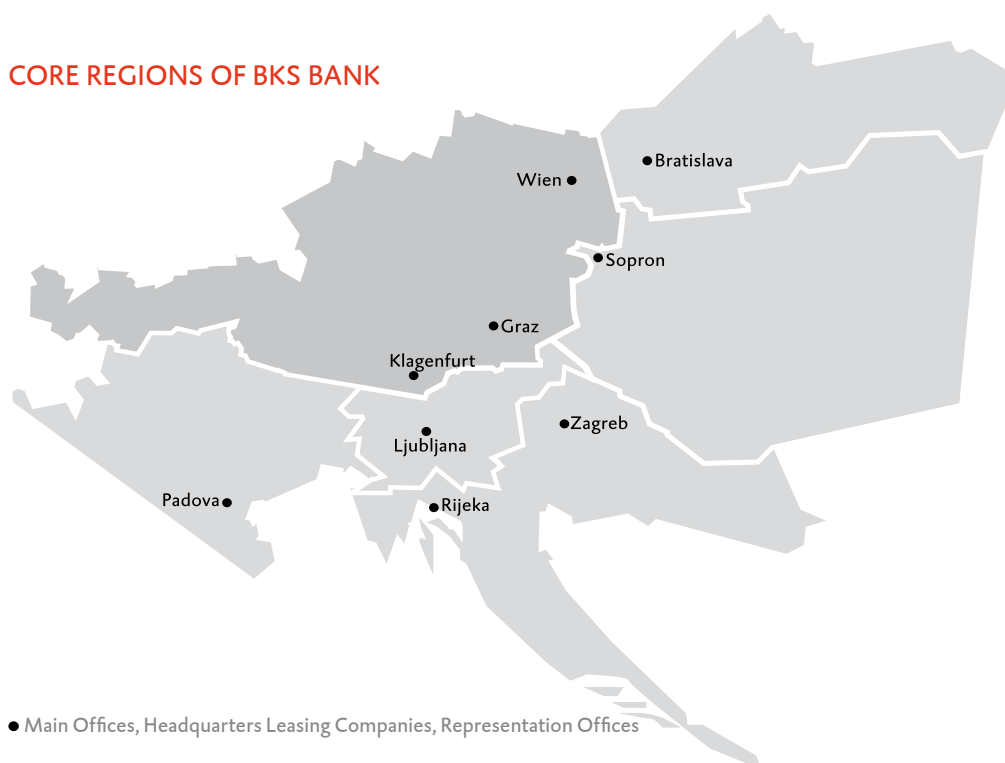 CORE REGIONS OF BKS BANK
Bratislava
Wien
Sopron
Graz
Klagenfurt
Zagreb
Ljubljana
Padova
Rijeka
Main Offices, Headquarters Leasing Companies, Representation Offices